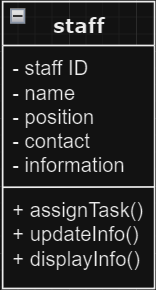 staff
- staff ID
- name
- position
- contact
- information
+ assignTask()
+ updateInfo()
+ displayInfo()